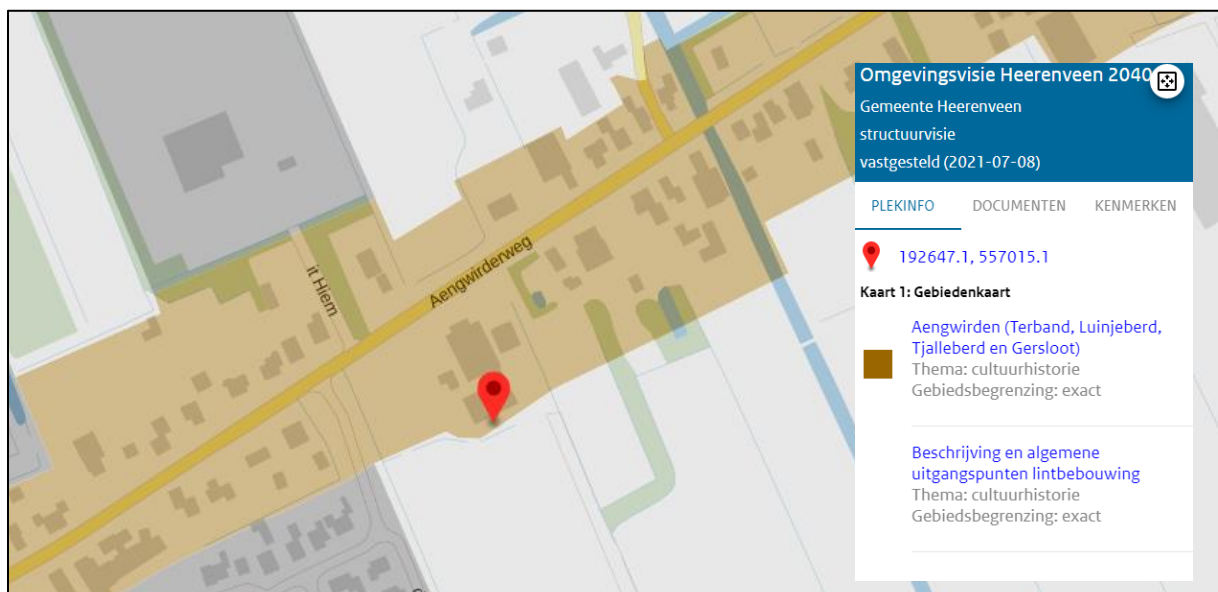 Omgevingsvisie Heerenveen 2040
Gemeente Heerenveen
structuurvisie
vastgesteld (2021-07-08)
PLEKINFO DOCUMENTEN KENMERKEN
192647.1, 557015.1
Kaart 1: Gebiedenkaart
Aengwirden (Terband, Luinjeberd,
Tjalleberd en Gersloot)
Thema: cultuurhistorie
Gebiedsbegrenzing: exact
Beschrijving en algemene
uitgangspunten lintbebouwing
Thema: cultuurhistorie
Gebiedsbegrenzing: exact
Aengwirderweg
it Hiem